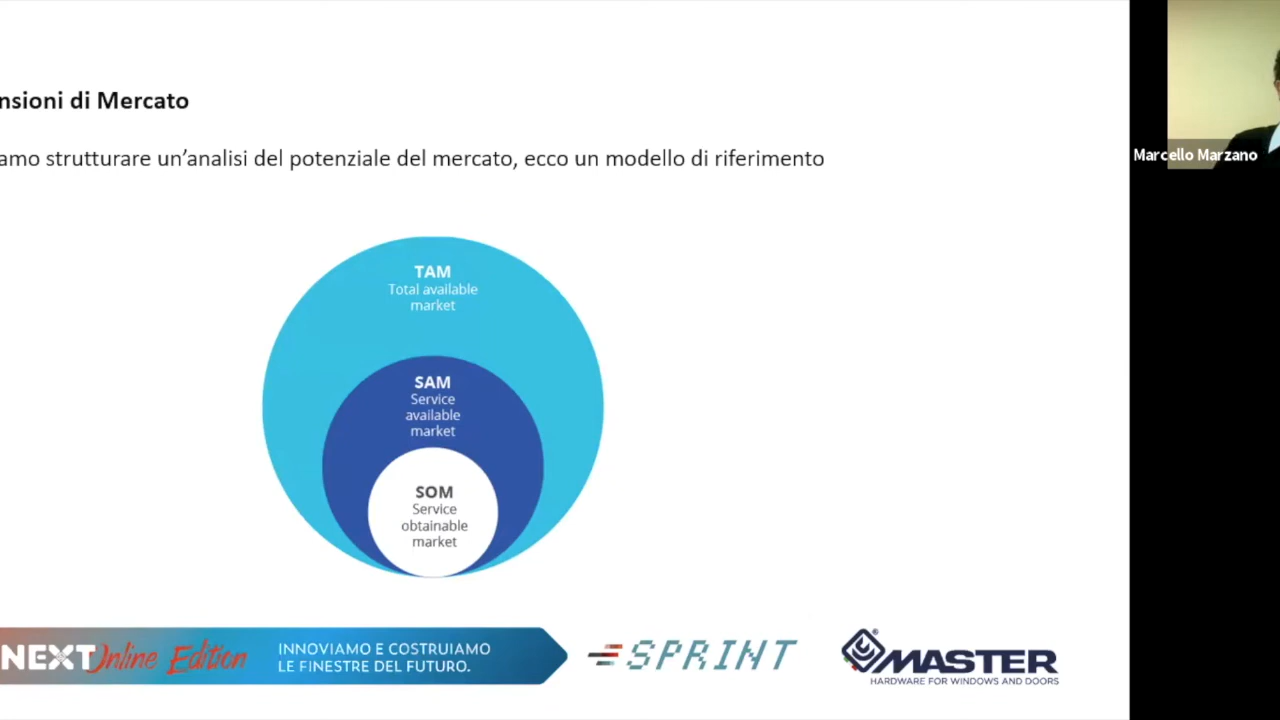 nsioni di Mercato
amo strutturare un'analisi del potenziale del mercato, ecco un modello di riferimento
Marcello Marzano
TAM
Total available
market
SAM
Service
available
market
SOM
Service
obtainable
market
NEXT Online Edition
INNOVIAMO E COSTRUIAMO
LE FINESTRE DEL FUTURO.
SPRINT
MASTER
HARDWARE FOR WINDOWS AND DOORS